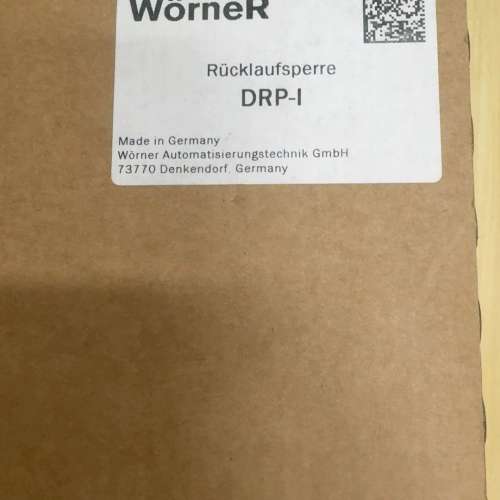 WörneR
Rücklaufsperre
DRP-I
Made in Germany
Wörner Automatisierungstechnik GmbH
73770 Denkendorf, Germany